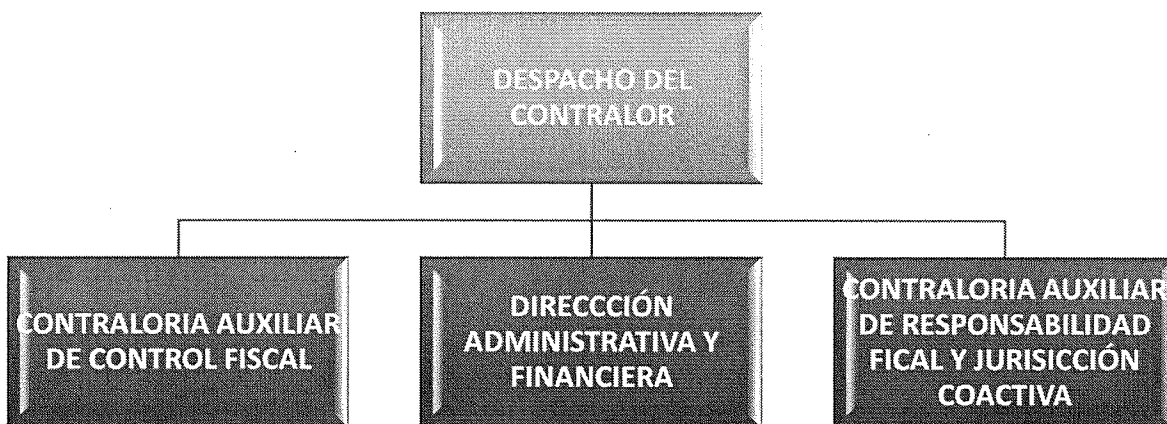 DESPACHO DEL
CONTRALOR
CONTRALORIA AUXILIAR
DE CONTROL FISCAL
DIRECCCIÓN
ADMINISTRATIVA Y
FINANCIERA
CONTRALORIA AUXILIAR
DE RESPONSABILIDAD
FICAL Y JURISICCIÓN
COACTIVA